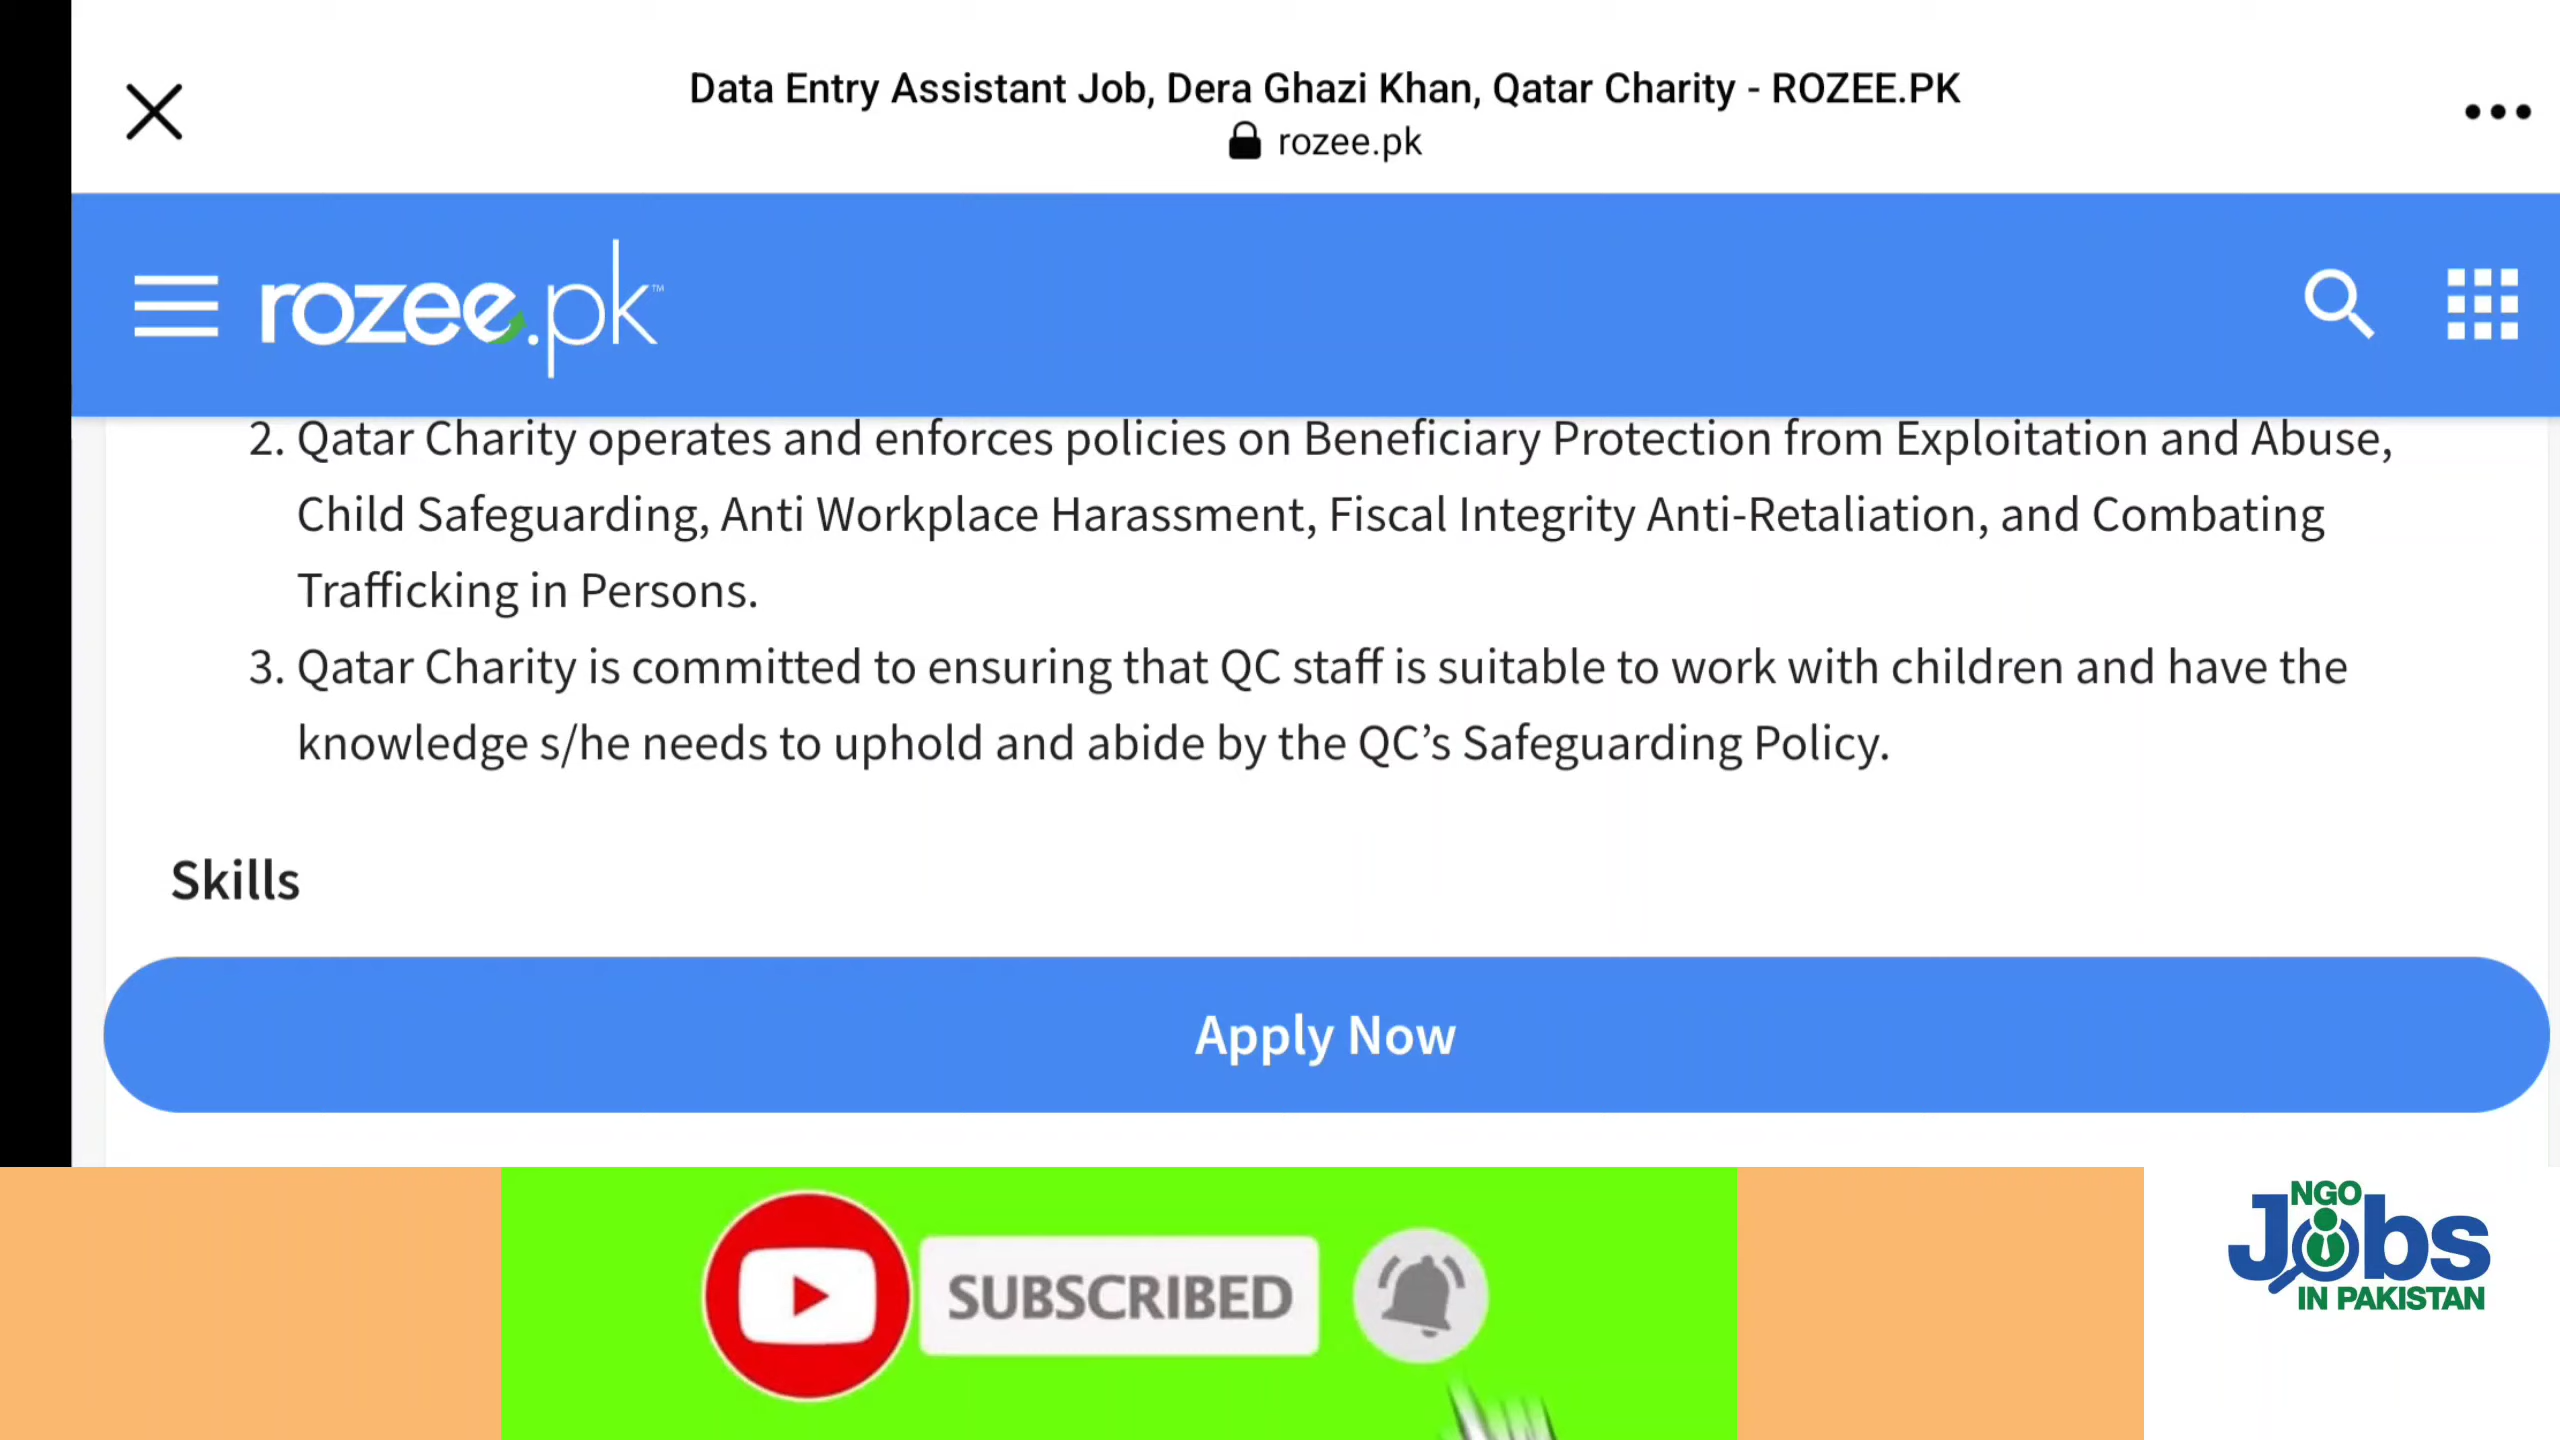 Data Entry Assistant Job, Dera Ghazi Khan, Qatar Charity - ROZEE.PK
rozee.pk
rozee.pk™
2. Qatar Charity operates and enforces policies on Beneficiary Protection from Exploitation and Abuse,
Child Safeguarding, Anti Workplace Harassment, Fiscal Integrity Anti-Retaliation, and Combating
Trafficking in Persons.
3. Qatar Charity is committed to ensuring that QC staff is suitable to work with children and have the
knowledge s/he needs to uphold and abide by the QC’s Safeguarding Policy.
Skills
Apply Now
SUBSCRIBED
NGO
Jobs
IN PAKISTAN